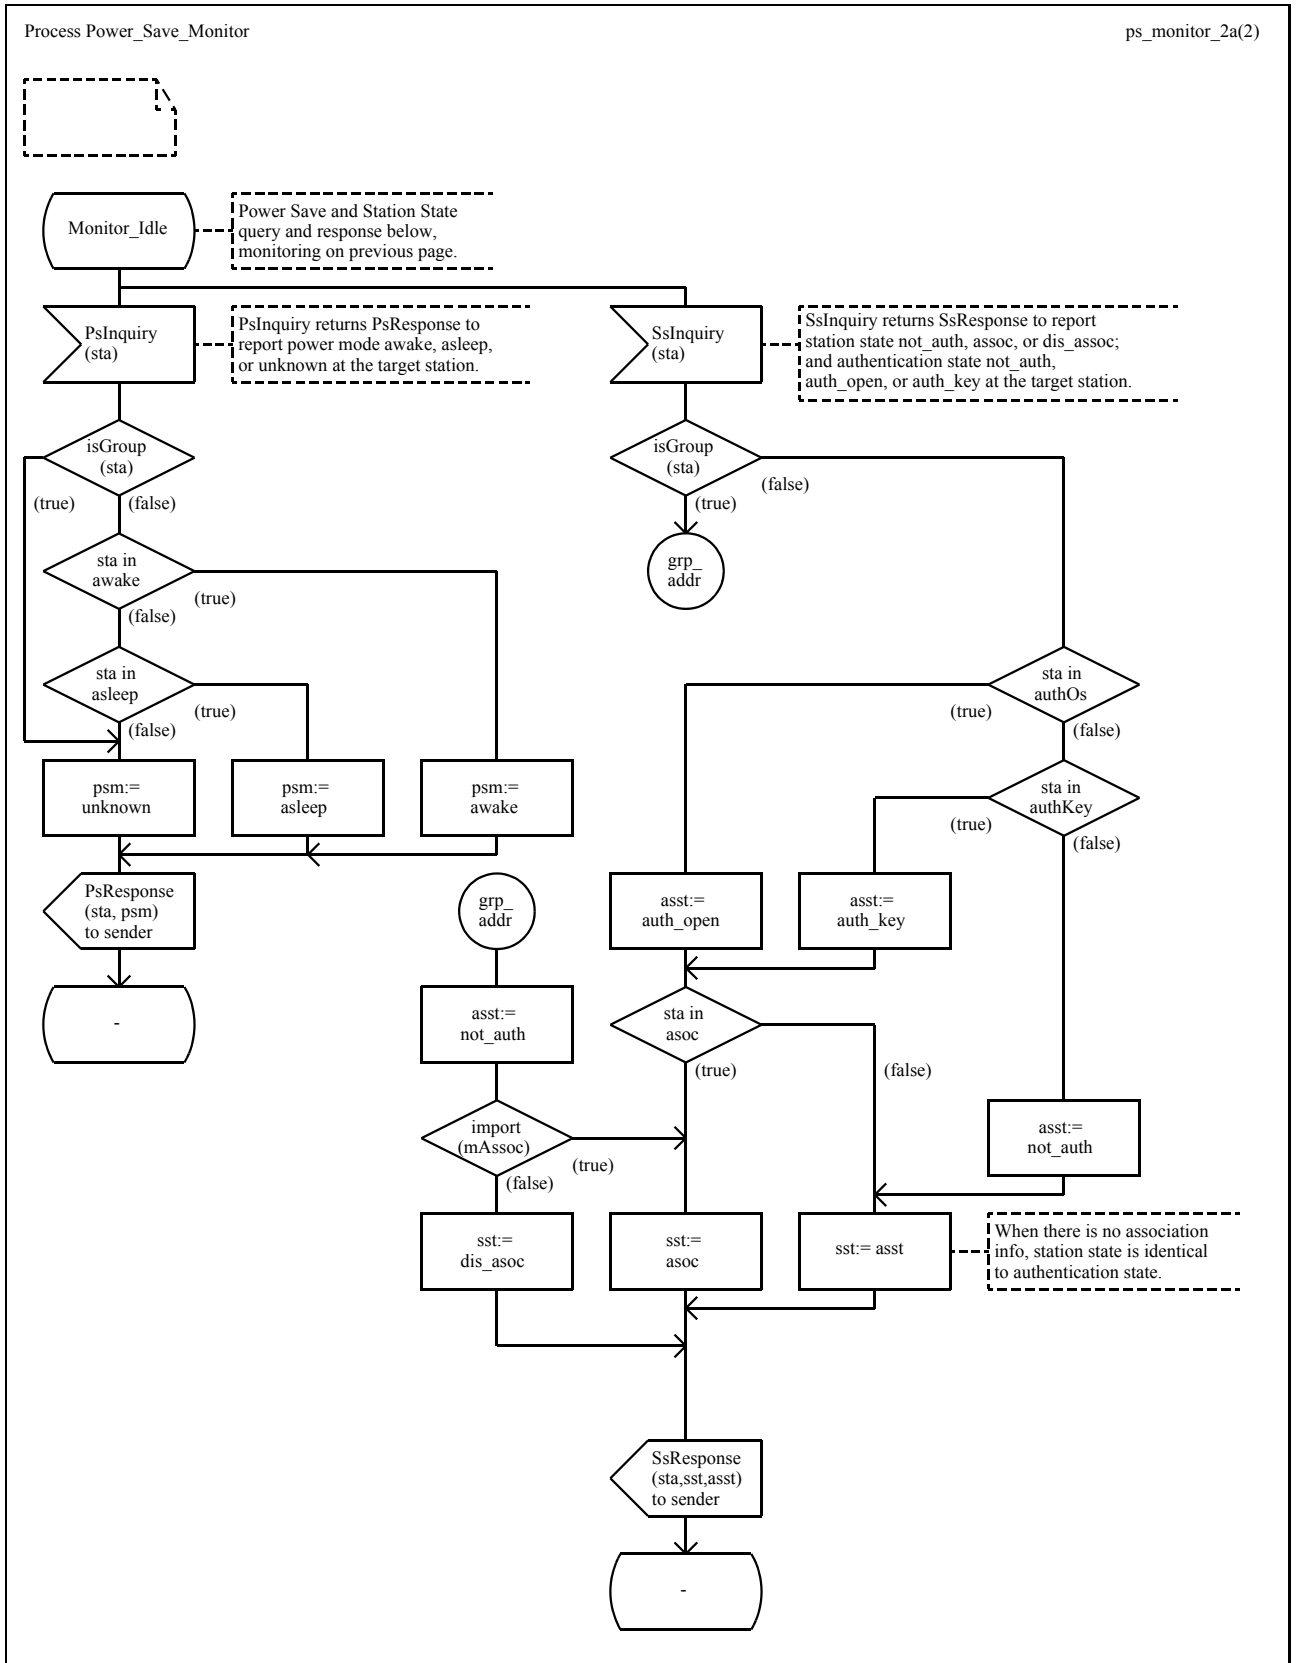 Process Power_Save_Monitor
ps_monitor_2a(2)
Monitor_Idle
Power Save and Station State
query and response below,
monitoring on previous page.
PsInquiry
(sta)
PsInquiry returns PsResponse to
report power mode awake, asleep,
or unknown at the target station.
SsInquiry
(sta)
SsInquiry returns SsResponse to report
station state not_auth, assoc, or dis_assoc;
and authentication state not_auth,
auth_open, or auth_key at the target station.
isGroup
(sta)
(true)
(false)
isGroup
(sta)
(false)
(true)
grp_
addr
sta in
awake
(true)
(false)
sta in
asleep
(true)
(false)
sta in
authOs
(true)
(false)
psm:=
unknown
psm:=
asleep
psm:=
awake
sta in
authKey
(true)
(false)
PsResponse
(sta, psm)
to sender
-
grp_
addr
asst:=
auth_open
asst:=
auth_key
asst:=
not_auth
sta in
asoc
(true)
(false)
import
(mAssoc)
(true)
(false)
asst:=
not_auth
sst:=
dis_asoc
sst:=
asoc
sst:= asst
When there is no association
info, station state is identical
to authentication state.
SsResponse
(sta,sst,asst)
to sender
-